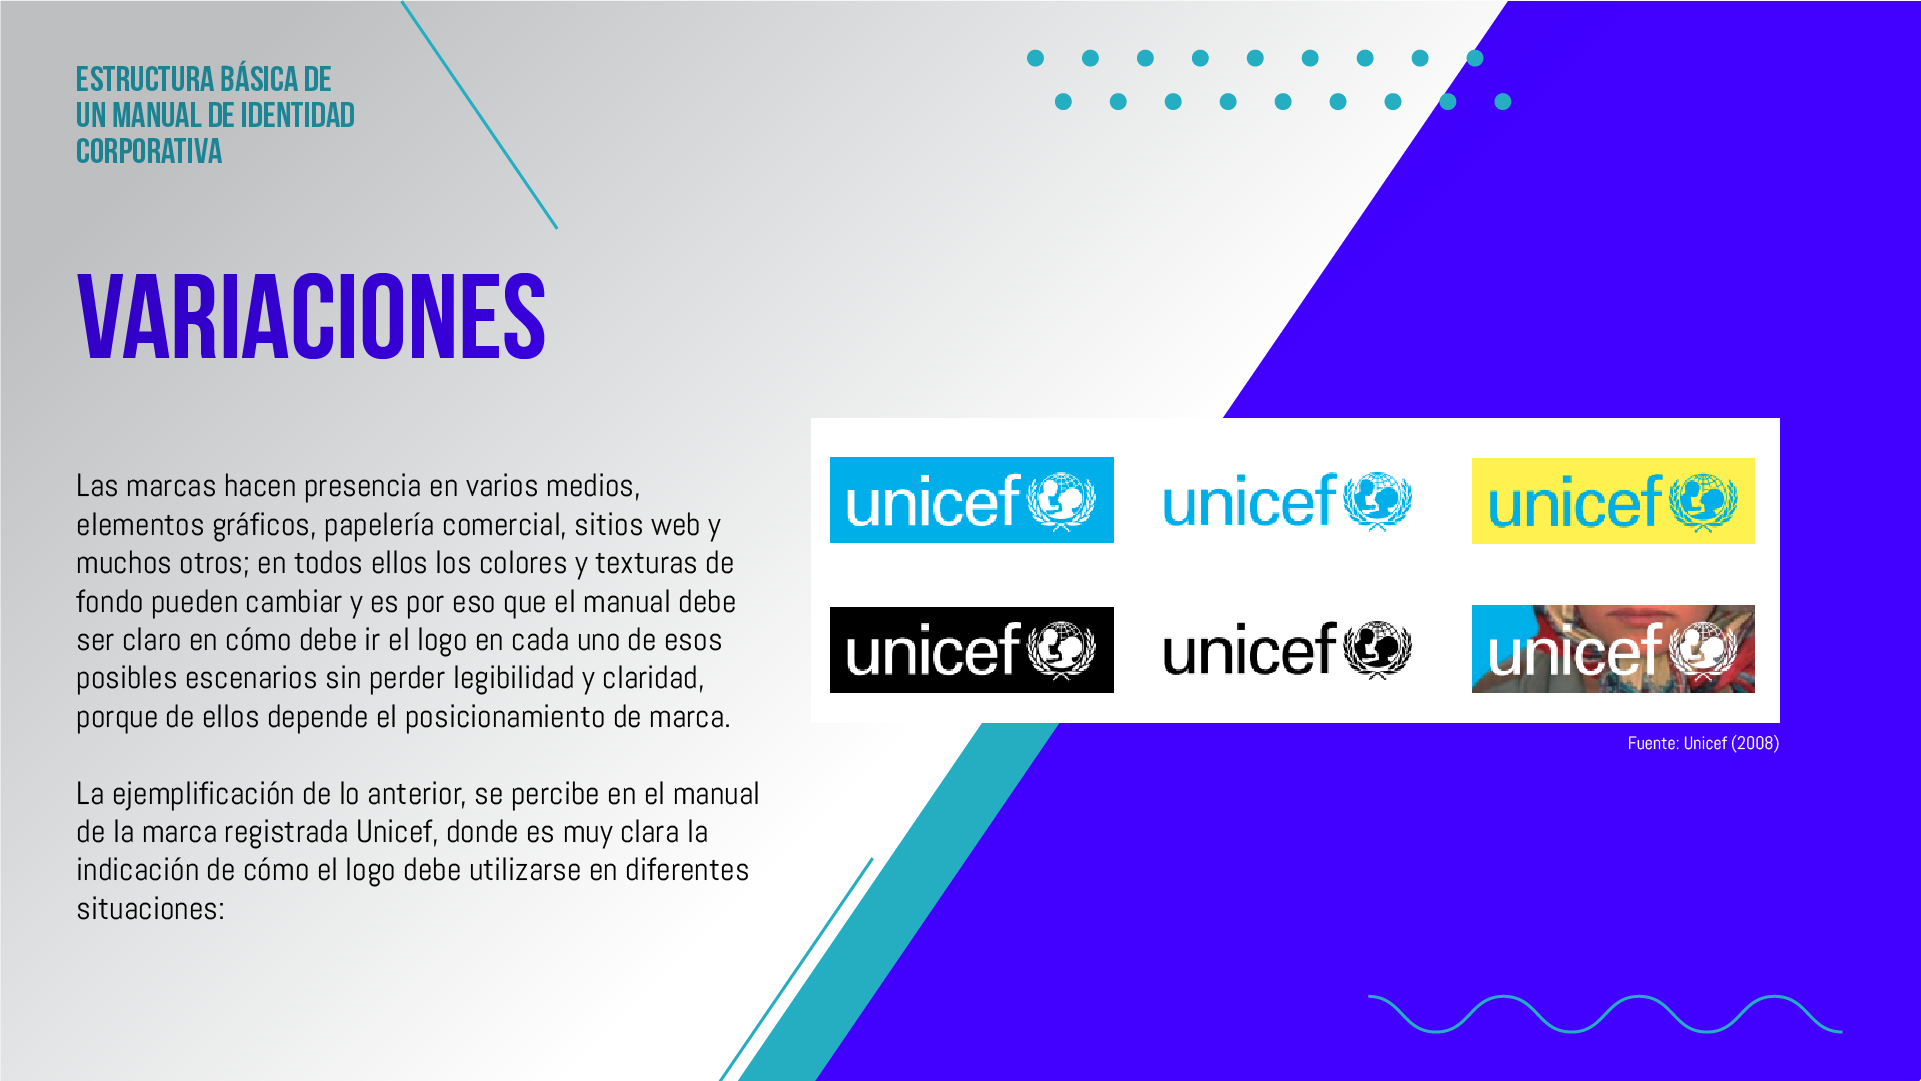 ESTRUCTURA BÁSICA DE
UN MANUAL DE IDENTIDAD
CORPORATIVA
VARIACIONES
Las marcas hacen presencia en varios medios,
elementos gráficos, papelería comercial, sitios web y
muchos otros; en todos ellos los colores y texturas de
fondo pueden cambiar y es por eso que el manual debe
ser claro en cómo debe ir el logo en cada uno de esos
posibles escenarios sin perder legibilidad y claridad,
porque de ellos depende el posicionamiento de marca.
La ejemplificación de lo anterior, se percibe en el manual
de la marca registrada Unicef, donde es muy clara la
indicación de cómo el logo debe utilizarse en diferentes
situaciones:
unicef
unicef
unicef
unicef
unicef
unicef
Fuente: Unicef (2008)